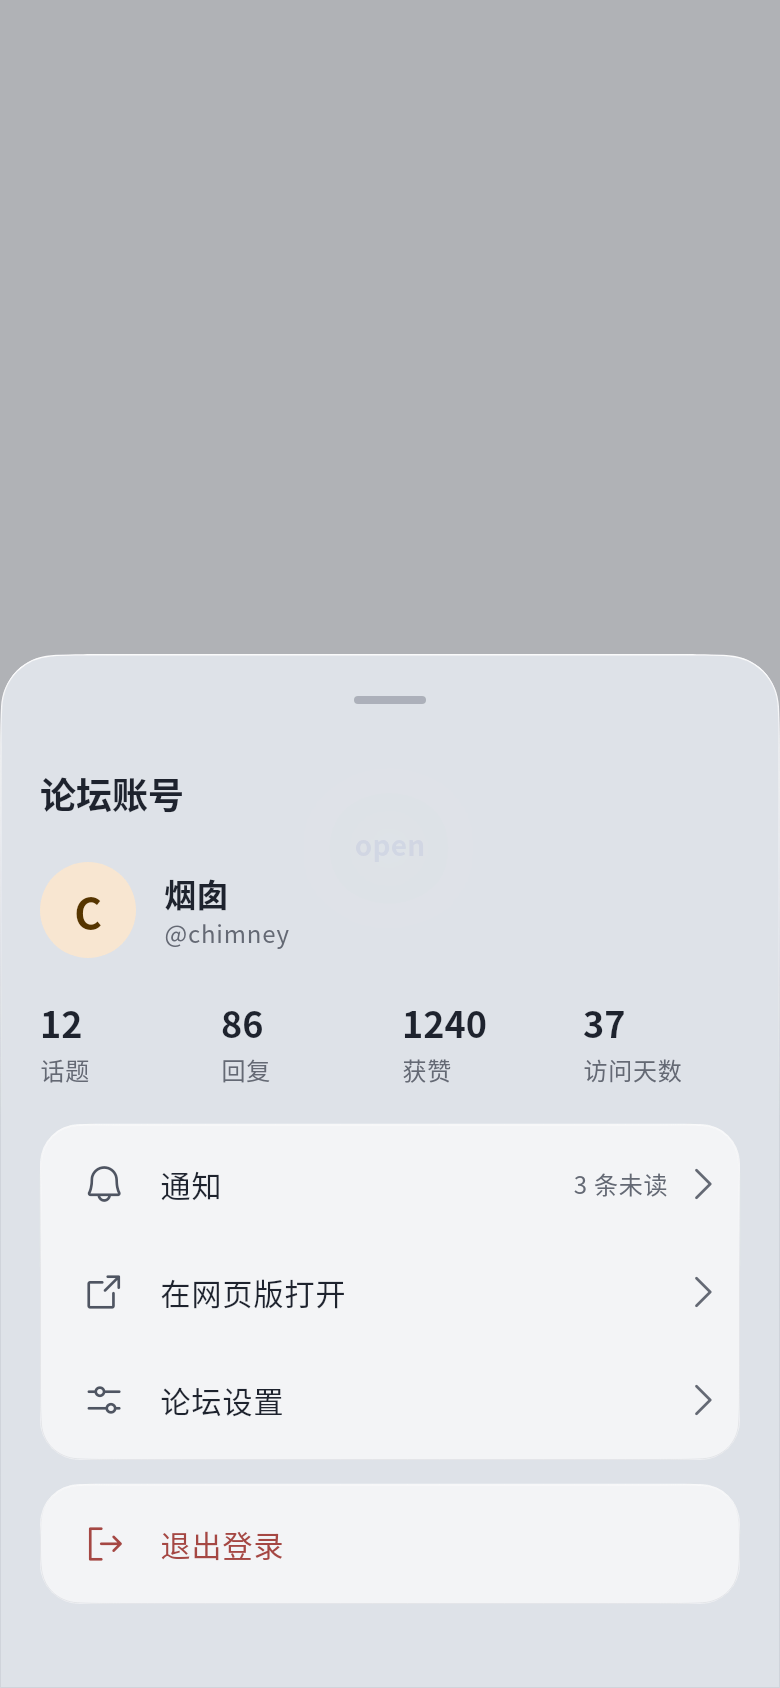 论坛账号
open
C
烟囱
@chimney
12
86
1240
37
话题
回复
获赞
访问天数
通知
3 条未读
在网页版打开
论坛设置
退出登录